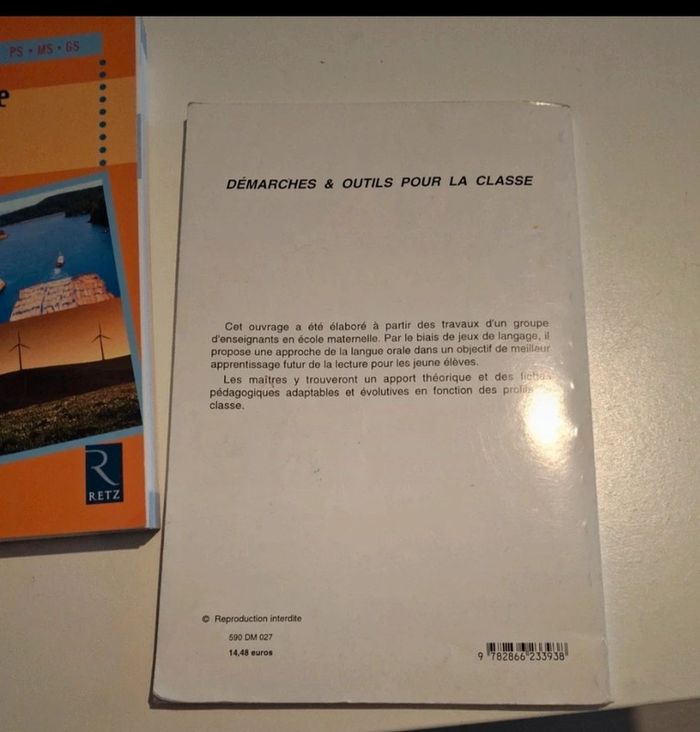 PS • MS • GS
e
RETZ
DÉMARCHES & OUTILS POUR LA CLASSE
Cet ouvrage a été élaboré à partir des travaux d'un groupe
d'enseignants en école maternelle. Par le biais de jeux de langage, il
propose une approche de la langue orale dans un objectif de meilleur
apprentissage futur de la lecture pour les jeune élèves.
Les maîtres y trouveront un apport théorique et des fiches
pédagogiques adaptables et évolutives en fonction des
classe.
© Reproduction interdite
590 DM 027
14,48 euros
9 782866 233938